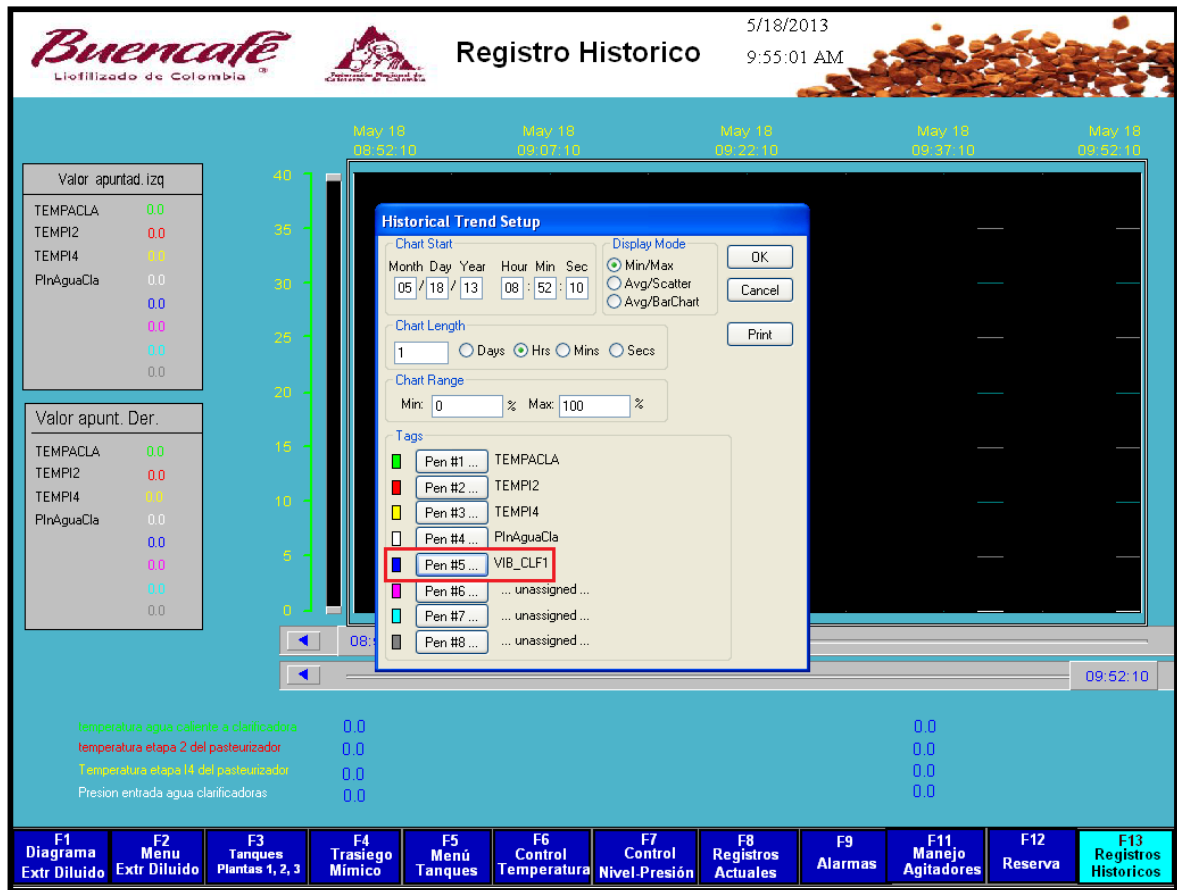 Buencafé
Liofilizado de Colombia ®
Federación Nacional de
Cafeteros de Colombia
Registro Historico
5/18/2013
9:55:01 AM
May 18 May 18 May 18 May 18 May 18
08:52:10 09:07:10 09:22:10 09:37:10 09:52:10
Valor apuntad. izq
TEMPACLA 0.0
TEMPI2 0.0
TEMPI4 0.0
PInAguaCla 0.0
0.0
0.0
0.0
0.0
Valor apunt. Der.
TEMPACLA 0.0
TEMPI2 0.0
TEMPI4 0.0
PInAguaCla 0.0
0.0
0.0
0.0
0.0
40
35
30
25
20
15
10
5
0
Historical Trend Setup
Chart Start
Month Day Year Hour Min Sec
05 / 18 / 13 08 : 52 : 10
Display Mode
Min/Max
Avg/Scatter
Avg/BarChart
OK
Cancel
Print
Chart Length
1 Days Hrs Mins Secs
Chart Range
Min: 0 % Max: 100 %
Tags
Pen #1 ... TEMPACLA
Pen #2 ... TEMPI2
Pen #3 ... TEMPI4
Pen #4 ... PInAguaCla
Pen #5 ... VIB_CLF1
Pen #6 ... ... unassigned ...
Pen #7 ... ... unassigned ...
Pen #8 ... ... unassigned ...
08:
09:52:10
temperatura agua caliente a clarificadora 0.0 0.0
temperatura etapa 2 del pasteurizador 0.0 0.0
Temperatura etapa I4 del pasteurizador 0.0 0.0
Presion entrada agua clarificadoras 0.0 0.0
F1
Diagrama
Extr Diluido
F2
Menu
Extr Diluido
F3
Tanques
Plantas 1, 2, 3
F4
Trasiego
Mímico
F5
Menú
Tanques
F6
Control
Temperatura
F7
Control
Nivel-Presión
F8
Registros
Actuales
F9
Alarmas
F11
Manejo
Agitadores
F12
Reserva
F13
Registros
Historicos